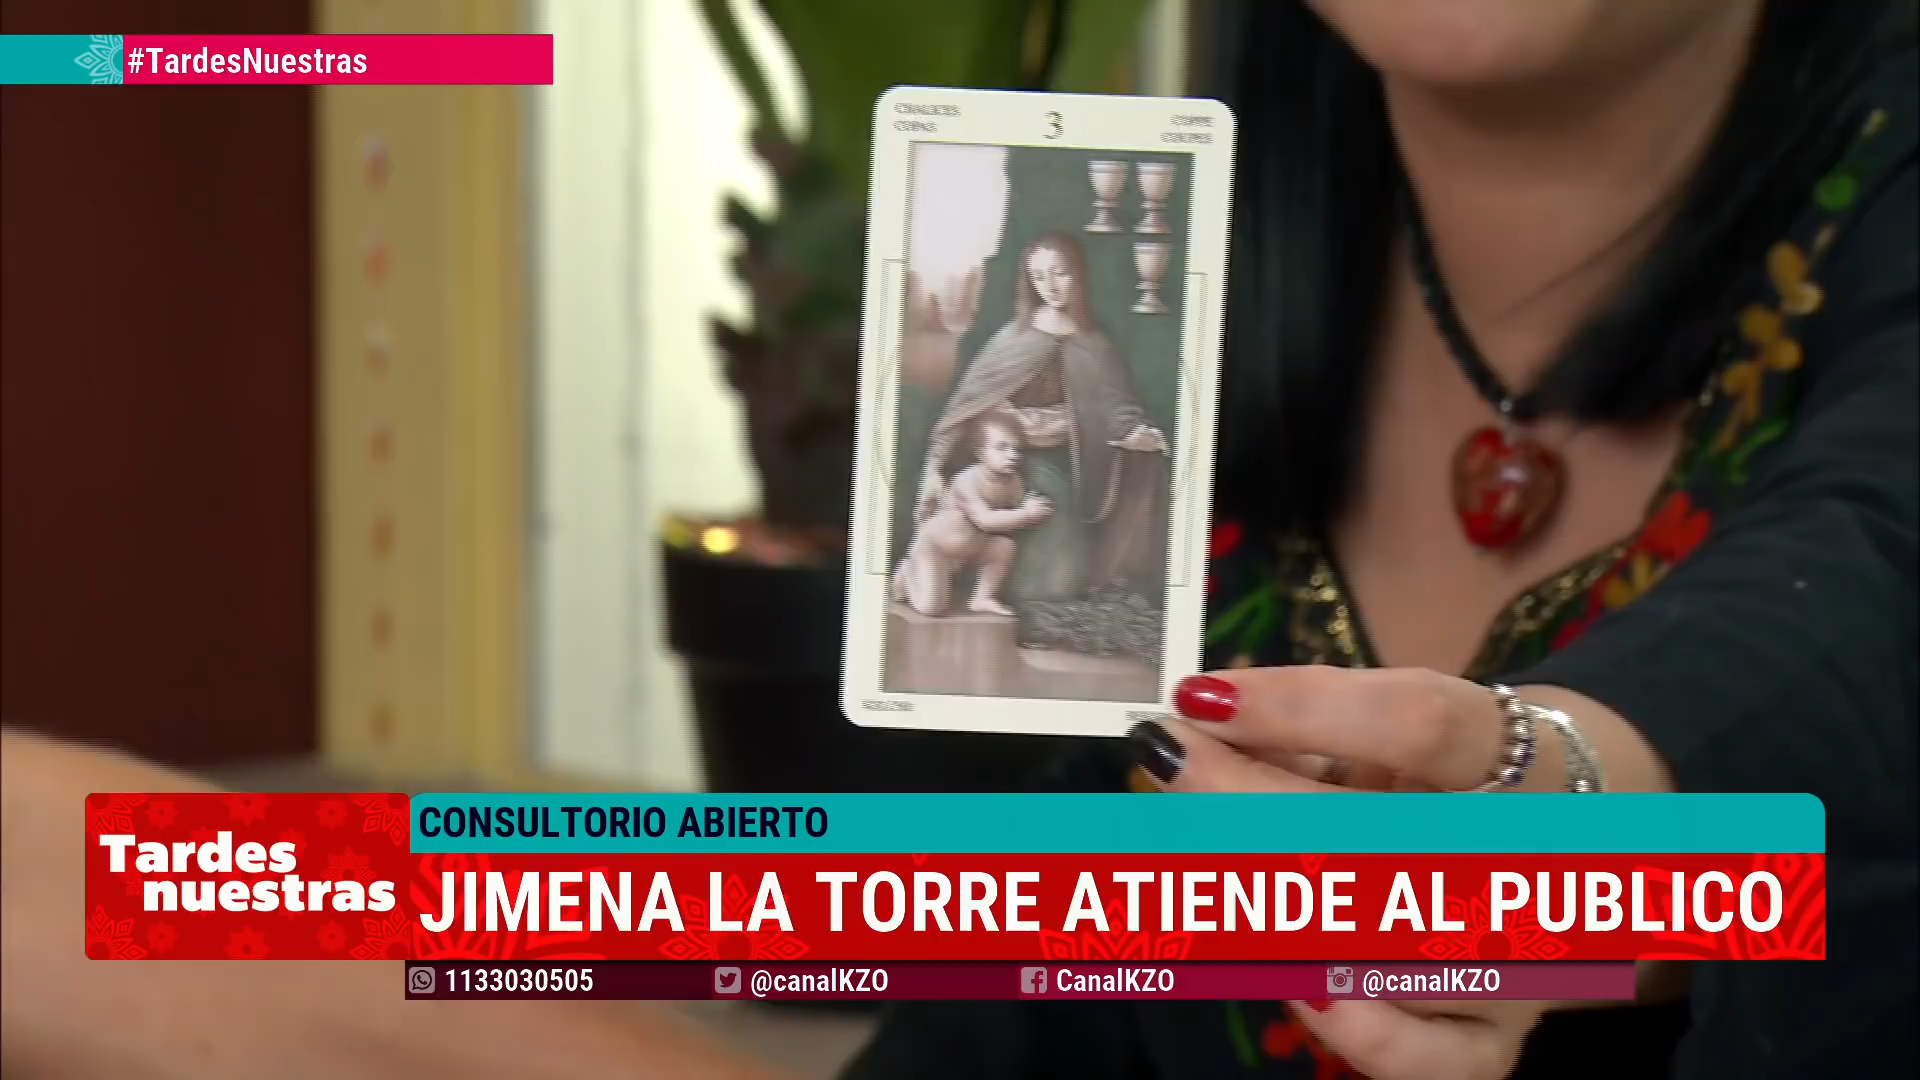 #TardesNuestras
3
CONSULTORIO ABIERTO
Tardes
nuestras
JIMENA LA TORRE ATIENDE AL PUBLICO
1133030505 @canalKZO CanalKZO @canalKZO